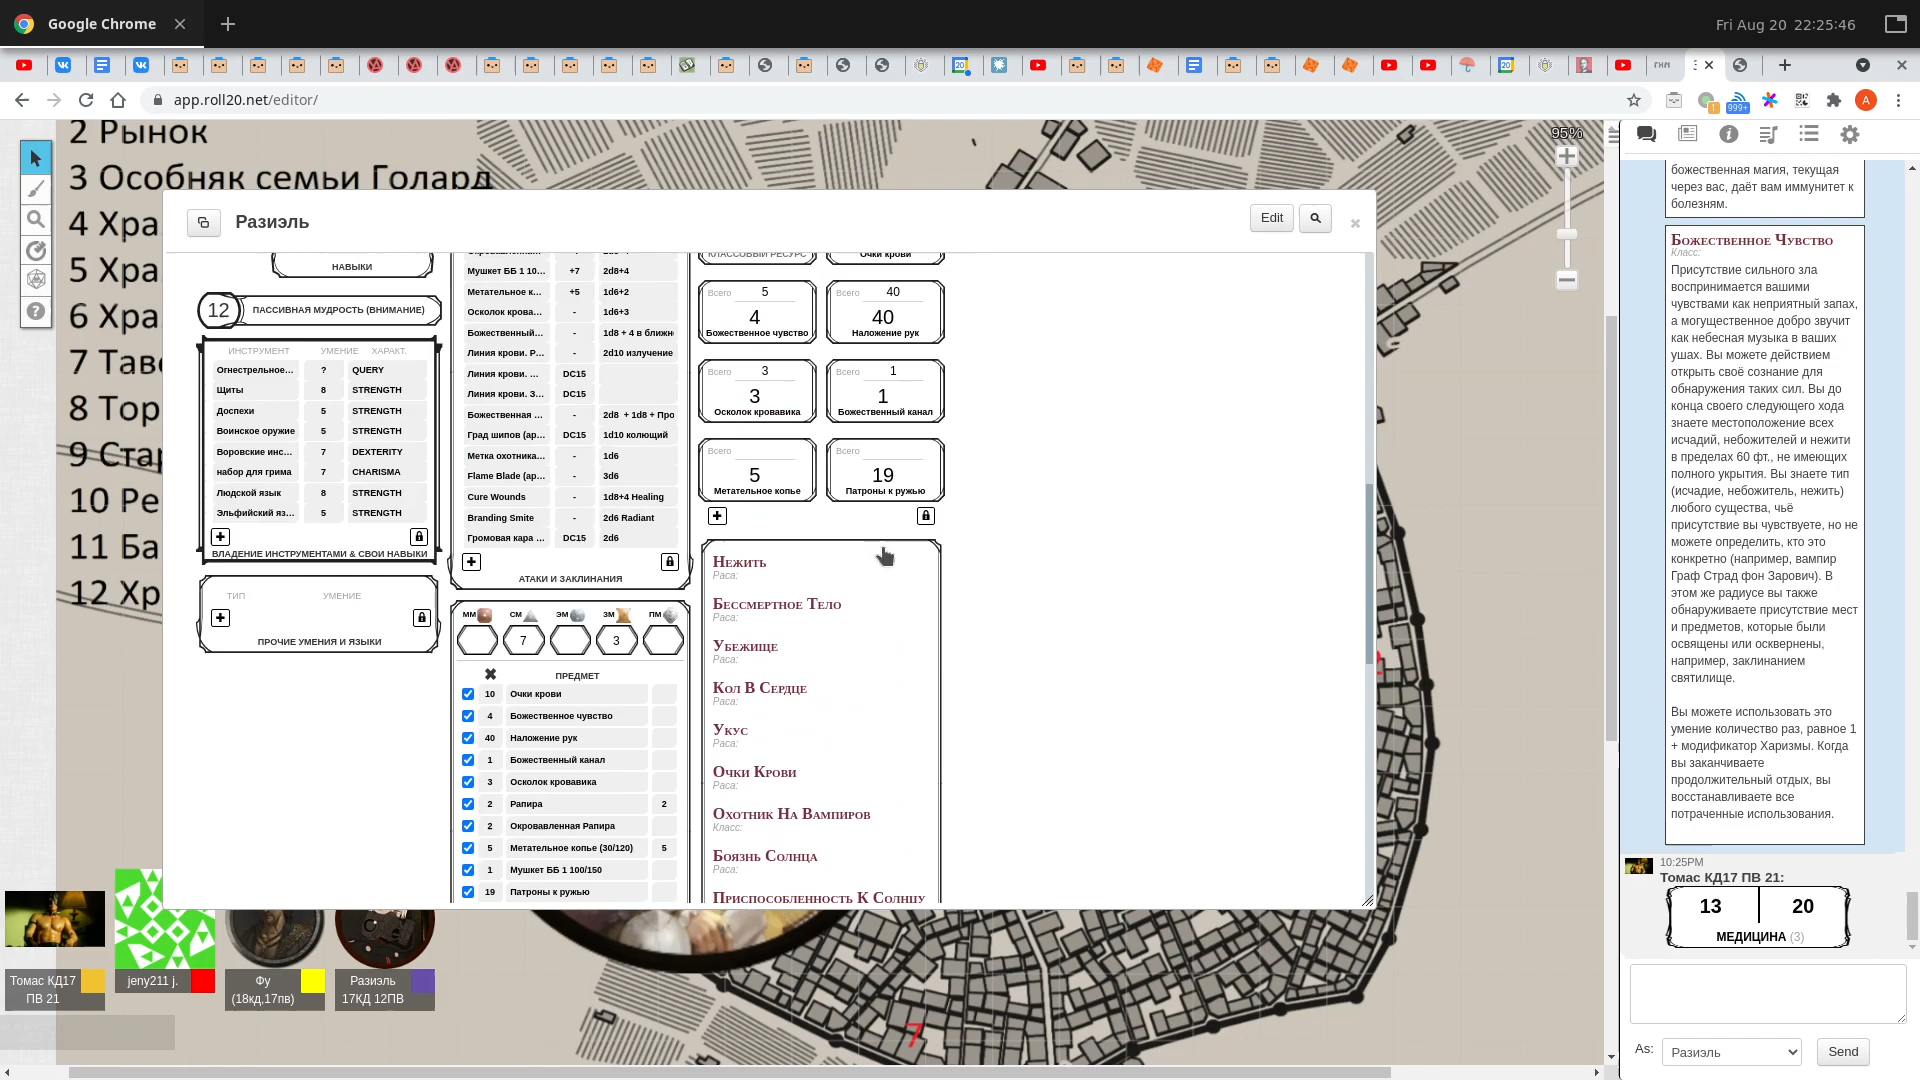 Google Chrome
Fri Aug 20  22:25:46
app.roll20.net/editor/
2 Рынок
3 Особняк семьи Голард
4 Хра
5 Хра
6 Хра
7 Таве
8 Тор
9 Стар
10 Ре
11 Ба
12 Хр
95%
Разиэль
Edit
НАВЫКИ
12 ПАССИВНАЯ МУДРОСТЬ (ВНИМАНИЕ)
ИНСТРУМЕНТ УМЕНИЕ ХАРАКТ.
Огнестрельное... ? QUERY
Щиты 8 STRENGTH
Доспехи 5 STRENGTH
Воинское оружие 5 STRENGTH
Воровские инс... 7 DEXTERITY
набор для грима 7 CHARISMA
Людской язык 8 STRENGTH
Эльфийский яз... 5 STRENGTH
ВЛАДЕНИЕ ИНСТРУМЕНТАМИ & СВОИ НАВЫКИ
ТИП УМЕНИЕ
ПРОЧИЕ УМЕНИЯ И ЯЗЫКИ
Мушкет ББ 1 10... +7 2d8+4
Метательное к... +5 1d6+2
Осколок крова... - 1d6+3
Божественный... - 1d8 + 4 в ближн
Линия крови. Р... - 2d10 излучение
Линия крови. ... DC15
Линия крови. З... DC15
Божественная ... - 2d8 + 1d8 + Про
Град шипов (ар... DC15 1d10 колющий
Метка охотника... - 1d6
Flame Blade (ар... - 3d6
Cure Wounds - 1d8+4 Healing
Branding Smite - 2d6 Radiant
Громовая кара ... DC15 2d6
АТАКИ И ЗАКЛИНАНИЯ
ММ СМ ЭМ ЗМ ПМ
7 3
ПРЕДМЕТ
10 Очки крови
4 Божественное чувство
40 Наложение рук
1 Божественный канал
3 Осколок кровавика
2 Рапира 2
2 Окровавленная Рапира
5 Метательное копье (30/120) 5
1 Мушкет ББ 1 100/150
19 Патроны к ружью
КЛАССОВЫЙ РЕСУРС Очки крови
Всего 5 Всего 40
4 40
Божественное чувство Наложение рук
Всего 3 Всего 1
3 1
Осколок кровавика Божественный канал
Всего Всего
5 19
Метательное копье Патроны к ружью
Нежить
Раса:
Бессмертное Тело
Раса:
Убежище
Раса:
Кол В Сердце
Раса:
Укус
Раса:
Очки Крови
Раса:
Охотник На Вампиров
Класс:
Боязнь Солнца
Раса:
Приспособленность К Солнцу
божественная магия, текущая
через вас, даёт вам иммунитет к
болезням.
Божественное Чувство
Класс:
Присутствие сильного зла
воспринимается вашими
чувствами как неприятный запах,
а могущественное добро звучит
как небесная музыка в ваших
ушах. Вы можете действием
открыть своё сознание для
обнаружения таких сил. Вы до
конца своего следующего хода
знаете местоположение всех
исчадий, небожителей и нежити
в пределах 60 фт., не имеющих
полного укрытия. Вы знаете тип
(исчадие, небожитель, нежить)
любого существа, чьё
присутствие вы чувствуете, но не
можете определить, кто это
конкретно (например, вампир
Граф Страд фон Зарович). В
этом же радиусе вы также
обнаруживаете присутствие мест
и предметов, которые были
освящены или осквернены,
например, заклинанием
святилище.
Вы можете использовать это
умение количество раз, равное 1
+ модификатор Харизмы. Когда
вы заканчиваете
продолжительный отдых, вы
восстанавливаете все
потраченные использования.
10:25PM
Томас КД17 ПВ 21:
13 20
МЕДИЦИНА (3)
As: Разиэль Send
Томас КД17
ПВ 21
jeny211 j.
Фу
(18кд,17пв)
Разиэль
17КД 12ПВ
7